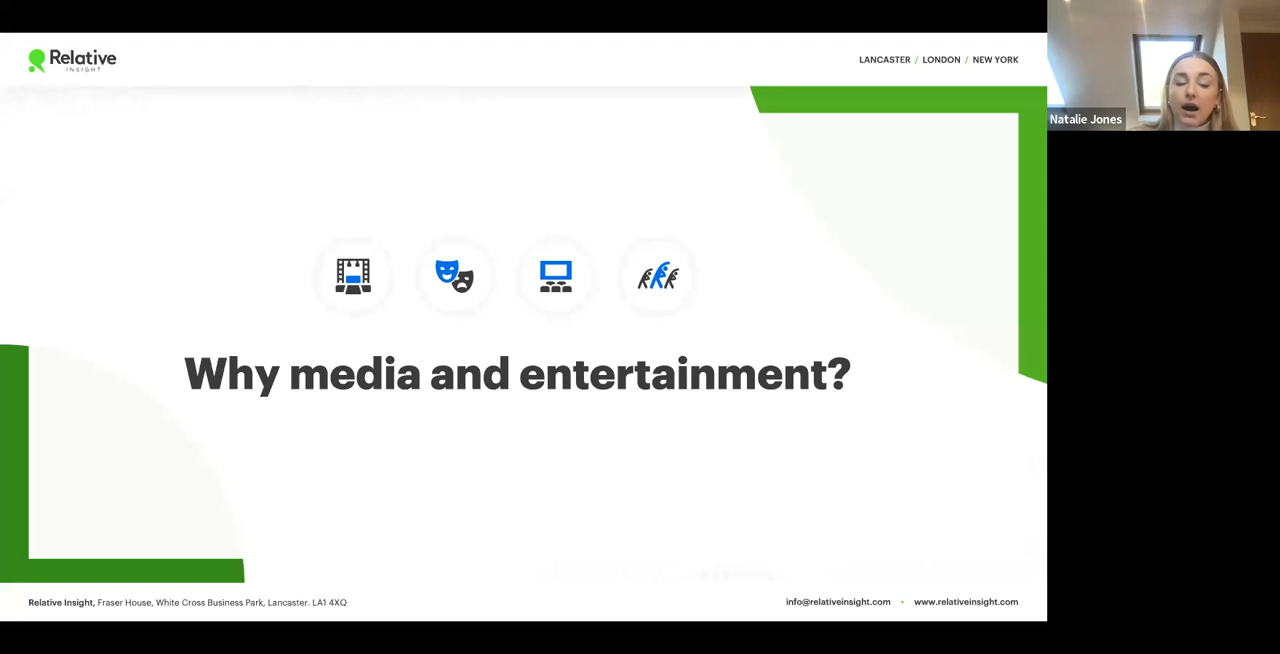 Relative
INSIGHT
LANCASTER / LONDON / NEW YORK
Natalie Jones
Why media and entertainment?
Relative Insight, Fraser House, White Cross Business Park, Lancaster. LA1 4XQ
info@relativeinsight.com • www.relativeinsight.com